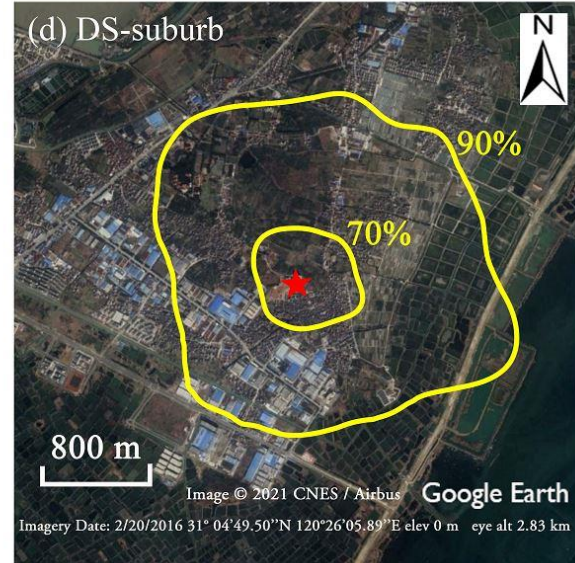 (d) DS-suburb
N
90%
70%
800 m
Image © 2021 CNES / Airbus
Google Earth
Imagery Date: 2/20/2016 31° 04’49.50’’N 120°26’05.89’’E elev 0 m eye alt 2.83 km